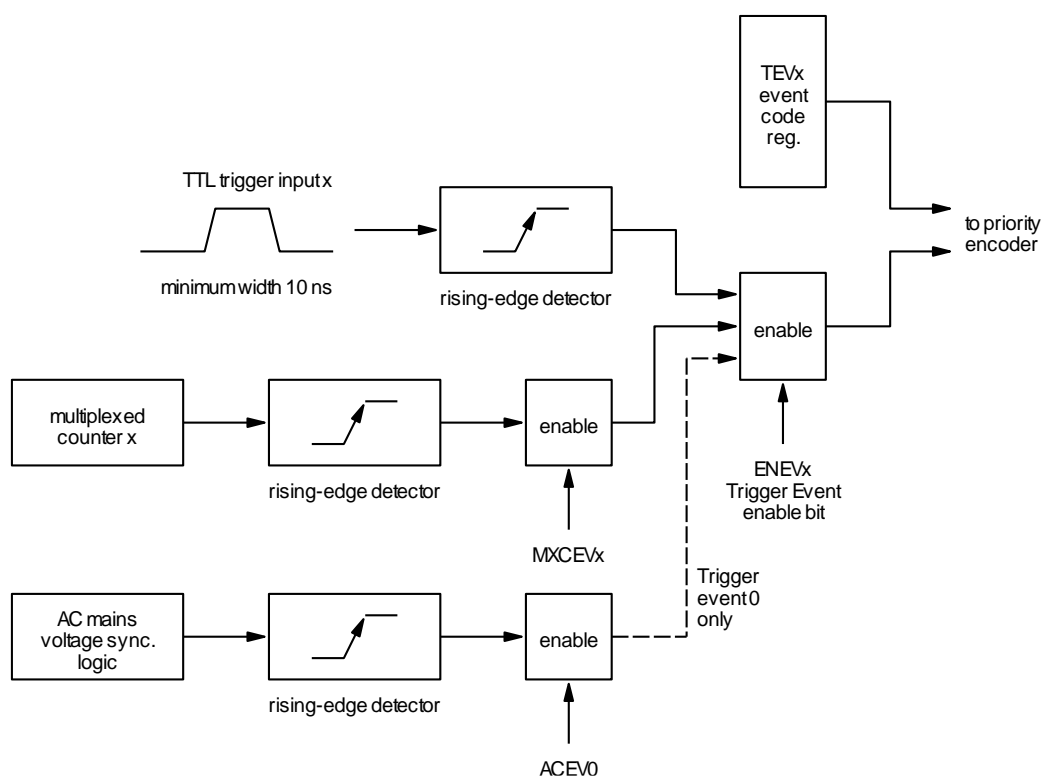 TEVx
event
code
reg.
TTL trigger input x
to priority
encoder
minimum width 10 ns
rising-edge detector
enable
multiplexed
counter x
enable
rising-edge detector
ENEVx
Trigger Event
enable bit
MXCEVx
Trigger
event 0
only
AC mains
voltage sync.
logic
enable
rising-edge detector
ACEV0